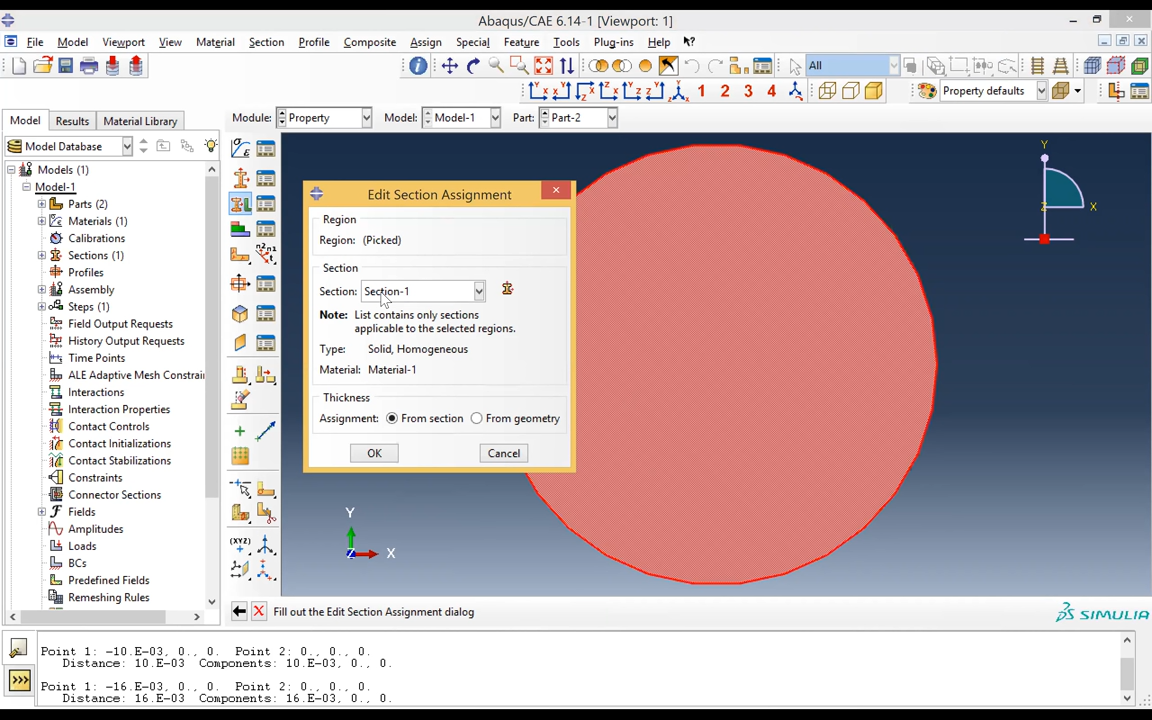 Abaqus/CAE 6.14-1 [Viewport: 1]
File Model Viewport View Material Section Profile Composite Assign Special Feature Tools Plug-ins Help
All
1 2 3 4 Property defaults
Model Results Material Library Module: Property Model: Model-1 Part: Part-2
Model Database
Models (1)
Model-1
Parts (2)
Materials (1)
Calibrations
Sections (1)
Profiles
Assembly
Steps (1)
Field Output Requests
History Output Requests
Time Points
ALE Adaptive Mesh Constrai
Interactions
Interaction Properties
Contact Controls
Contact Initializations
Contact Stabilizations
Constraints
Connector Sections
Fields
Amplitudes
Loads
BCs
Predefined Fields
Remeshing Rules
Edit Section Assignment
Region
Region: (Picked)
Section
Section: Section-1
Note: List contains only sections
applicable to the selected regions.
Type: Solid, Homogeneous
Material: Material-1
Thickness
Assignment: From section From geometry
OK Cancel
Y
Z X
Y
Z X
Fill out the Edit Section Assignment dialog
SIMULIA
Point 1: -10.E-03, 0., 0. Point 2: 0., 0., 0.
Distance: 10.E-03 Components: 10.E-03, 0., 0.
Point 1: -16.E-03, 0., 0. Point 2: 0., 0., 0.
Distance: 16.E-03 Components: 16.E-03, 0., 0.